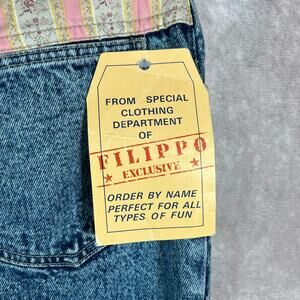 FROM SPECIAL
CLOTHING
DEPARTMENT
OF
FILIPPO
★ EXCLUSIVE ★
ORDER BY NAME
PERFECT FOR ALL
TYPES OF FUN